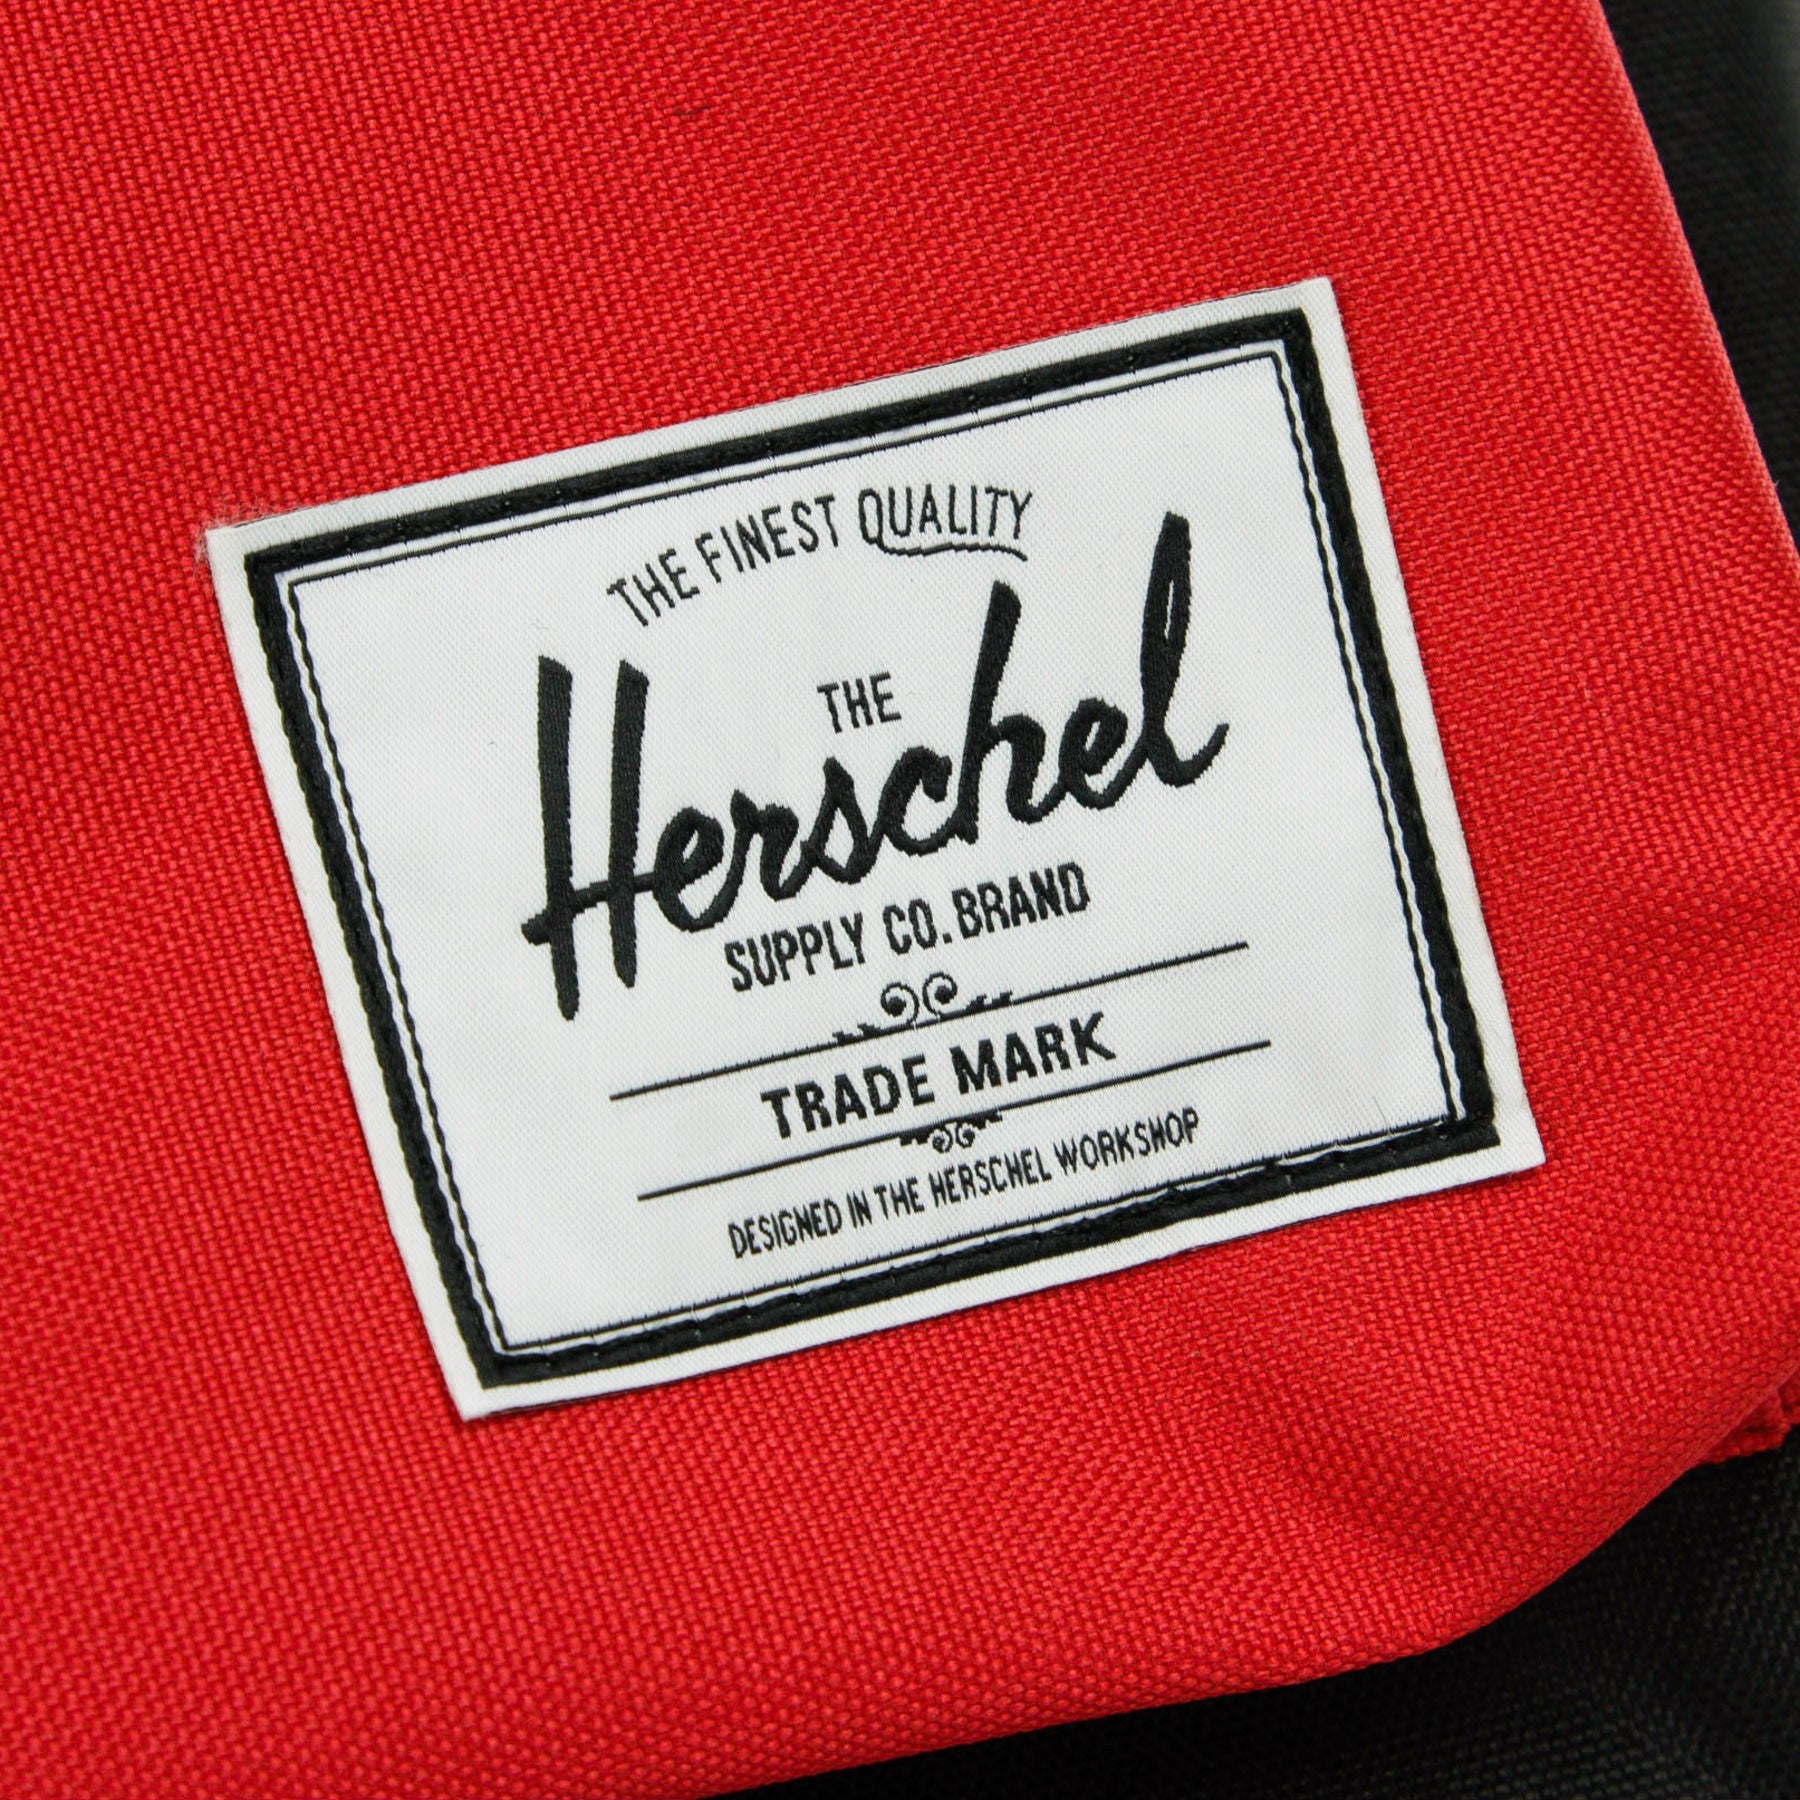 THE FINEST QUALITY
THE
Herschel
SUPPLY CO. BRAND
TRADE MARK
DESIGNED IN THE HERSCHEL WORKSHOP